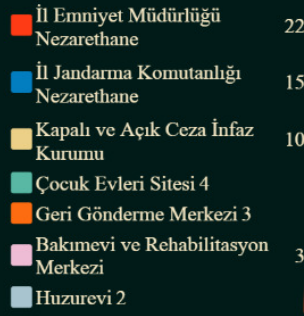 İl Emniyet Müdürlüğü
Nezarethane 22
İl Jandarma Komutanlığı
Nezarethane 15
Kapalı ve Açık Ceza İnfaz
Kurumu 10
Çocuk Evleri Sitesi 4
Geri Gönderme Merkezi 3
Bakımevi ve Rehabilitasyon
Merkezi 3
Huzurevi 2